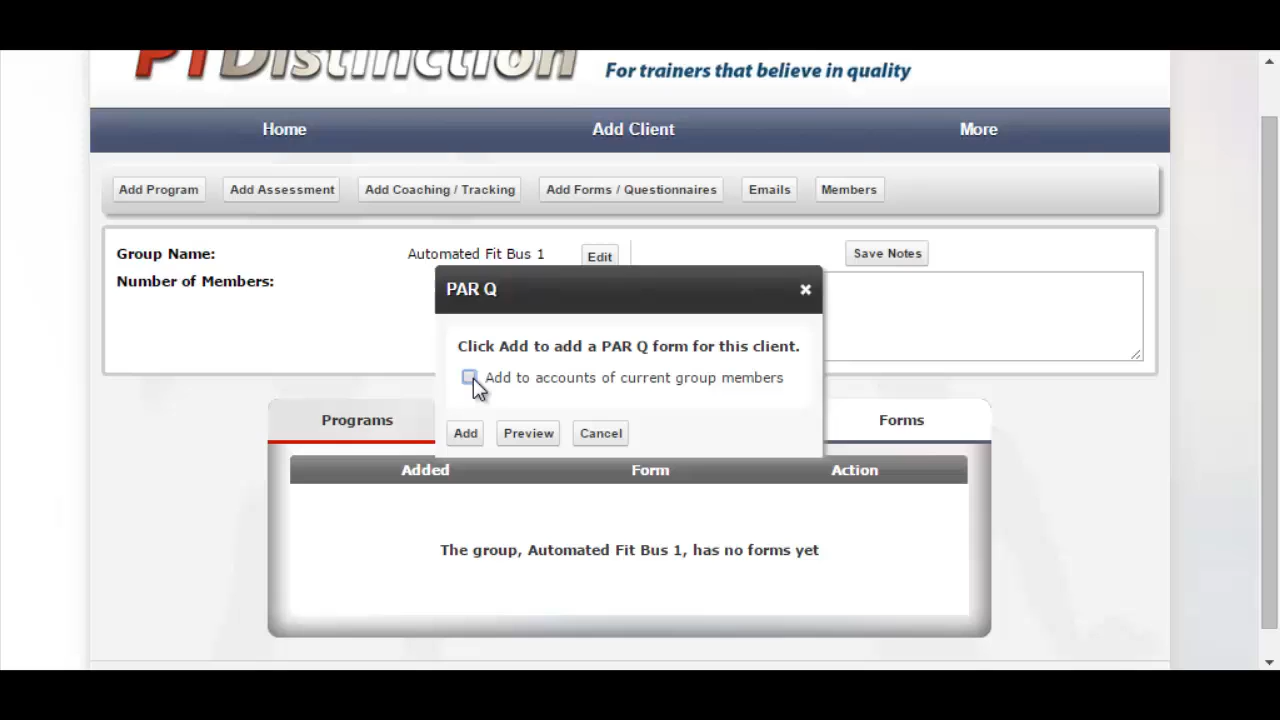 PTDistinction
For trainers that believe in quality
Home Add Client More
Add Program Add Assessment Add Coaching / Tracking Add Forms / Questionnaires Emails Members
Group Name: Automated Fit Bus 1 Edit Save Notes
Number of Members:
PAR Q
Click Add to add a PAR Q form for this client.
Add to accounts of current group members
Add Preview Cancel
Programs Forms
Added Form Action
The group, Automated Fit Bus 1, has no forms yet